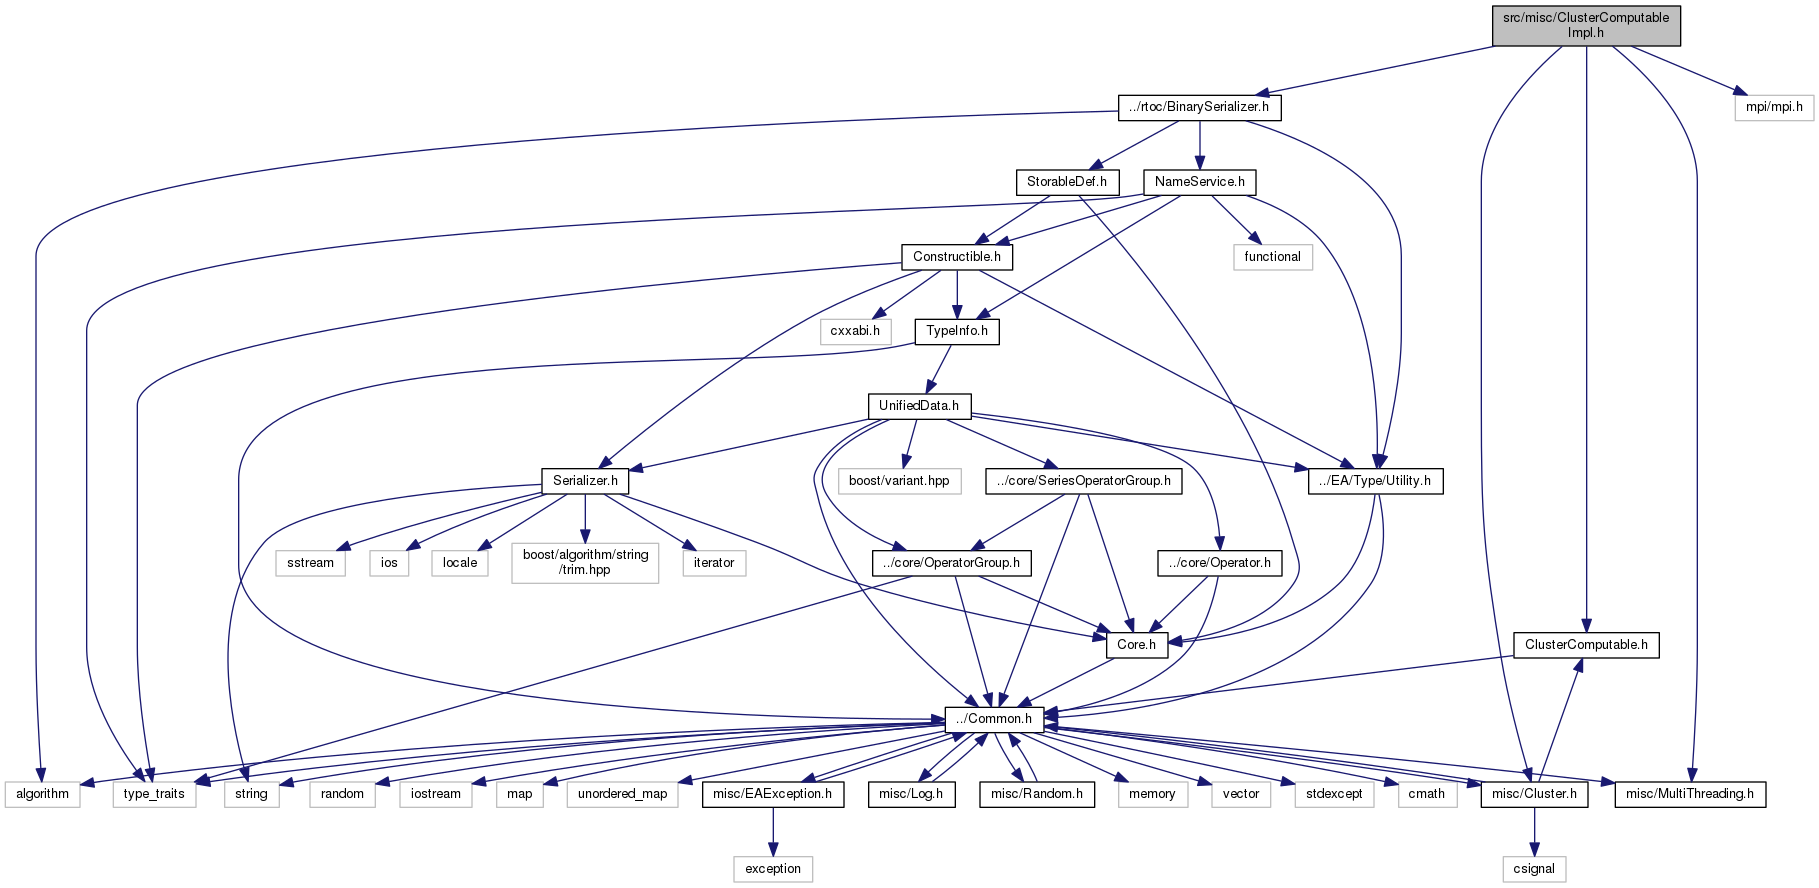 src/misc/ClusterComputable
Impl.h
../rtoc/BinarySerializer.h
mpi/mpi.h
StorableDef.h
NameService.h
Constructible.h
functional
cxxabi.h
TypeInfo.h
UnifiedData.h
Serializer.h
boost/variant.hpp
../core/SeriesOperatorGroup.h
../EA/Type/Utility.h
sstream
ios
locale
boost/algorithm/string
/trim.hpp
iterator
../core/OperatorGroup.h
../core/Operator.h
Core.h
ClusterComputable.h
../Common.h
algorithm
type_traits
string
random
iostream
map
unordered_map
misc/EAException.h
misc/Log.h
misc/Random.h
memory
vector
stdexcept
cmath
misc/Cluster.h
misc/MultiThreading.h
exception
csignal